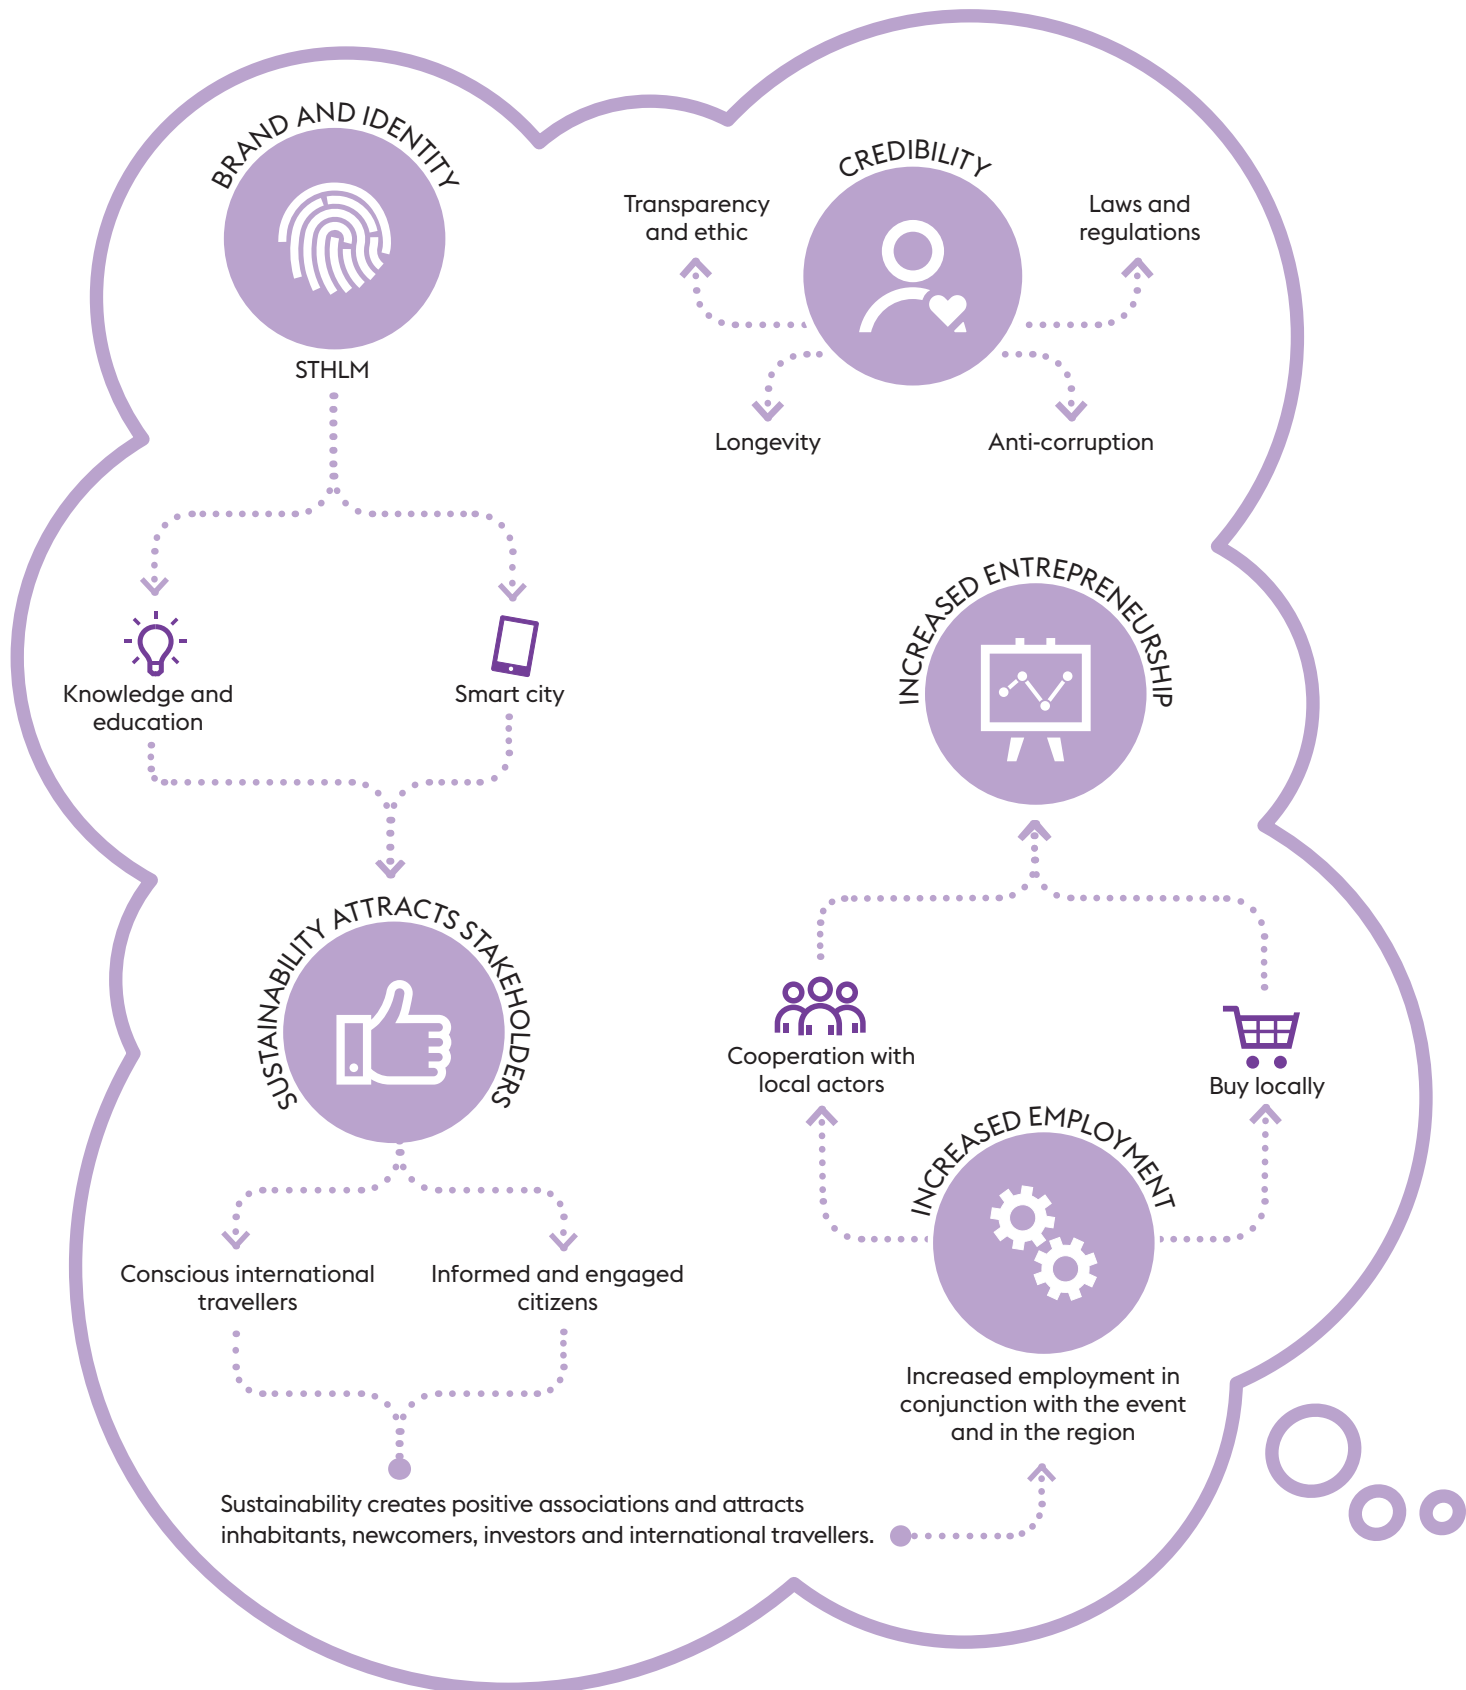 BRAND AND IDENTITY
STHLM
Knowledge and
education
Smart city
CREDIBILITY
Transparency
and ethic
Laws and
regulations
Longevity
Anti-corruption
SUSTAINABILITY ATTRACTS STAKEHOLDERS
Conscious international
travellers
Informed and engaged
citizens
Sustainability creates positive associations and attracts
inhabitants, newcomers, investors and international travellers.
INCREASED ENTREPRENEURSHIP
Cooperation with
local actors
Buy locally
INCREASED EMPLOYMENT
Increased employment in
conjunction with the event
and in the region